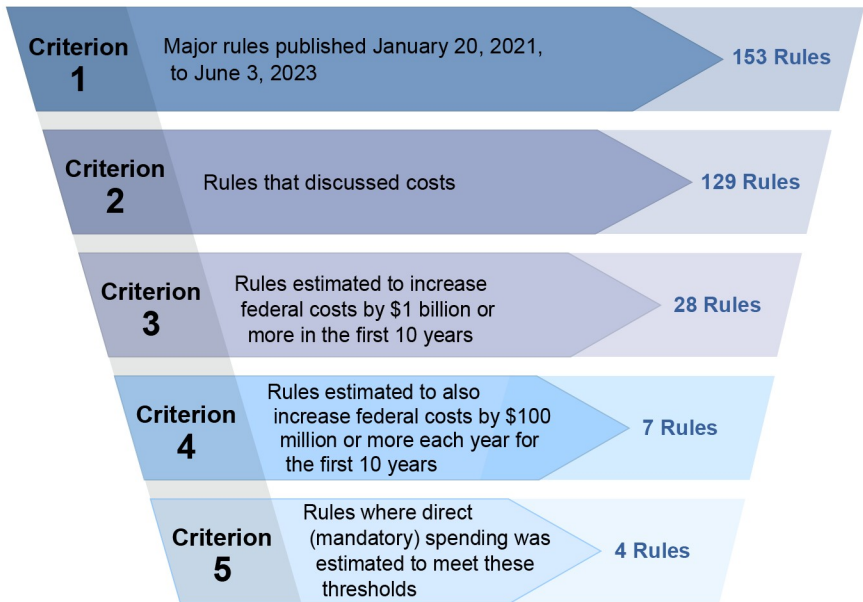 Criterion
1
Major rules published January 20, 2021,
to June 3, 2023
153 Rules
Criterion
2
Rules that discussed costs
129 Rules
Criterion
3
Rules estimated to increase
federal costs by $1 billion or
more in the first 10 years
28 Rules
Criterion
4
Rules estimated to also
increase federal costs by $100
million or more each year for
the first 10 years
7 Rules
Criterion
5
Rules where direct
(mandatory) spending was
estimated to meet these
thresholds
4 Rules